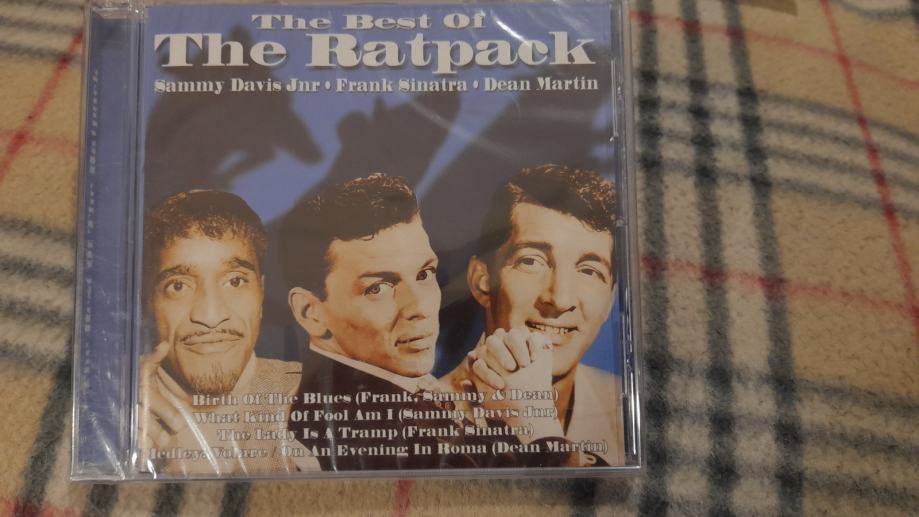 The Best Of
The Ratpack
Sammy Davis Jnr • Frank Sinatra • Dean Martin
Birth Of The Blues (Frank, Sammy & Dean)
What Kind Of Fool Am I (Sammy Davis Jnr)
The Lady Is A Tramp (Frank Sinatra)
Medley: Volare / On An Evening In Roma (Dean Martin)